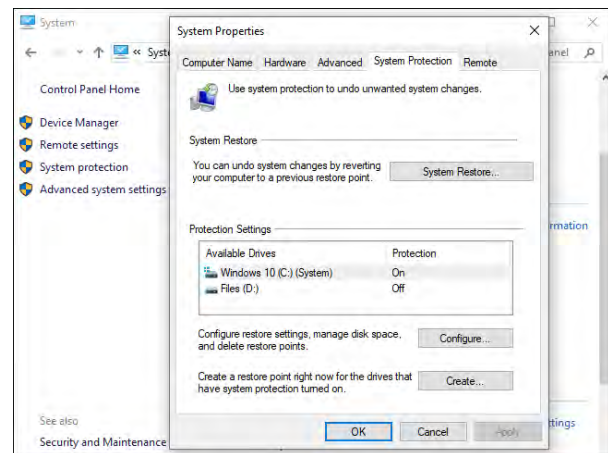 System
System Properties
« Syste
anel
Computer Name Hardware Advanced System Protection Remote
Control Panel Home
Use system protection to undo unwanted system changes.
Device Manager
Remote settings
System protection
Advanced system settings
System Restore
You can undo system changes by reverting
your computer to a previous restore point.
System Restore...
rmation
Protection Settings
Available Drives Protection
Windows 10 (C:) (System) On
Files (D:) Off
Configure restore settings, manage disk space,
and delete restore points.
Configure...
Create a restore point right now for the drives that
have system protection turned on.
Create...
See also
Security and Maintenance
OK Cancel Apply
ttings